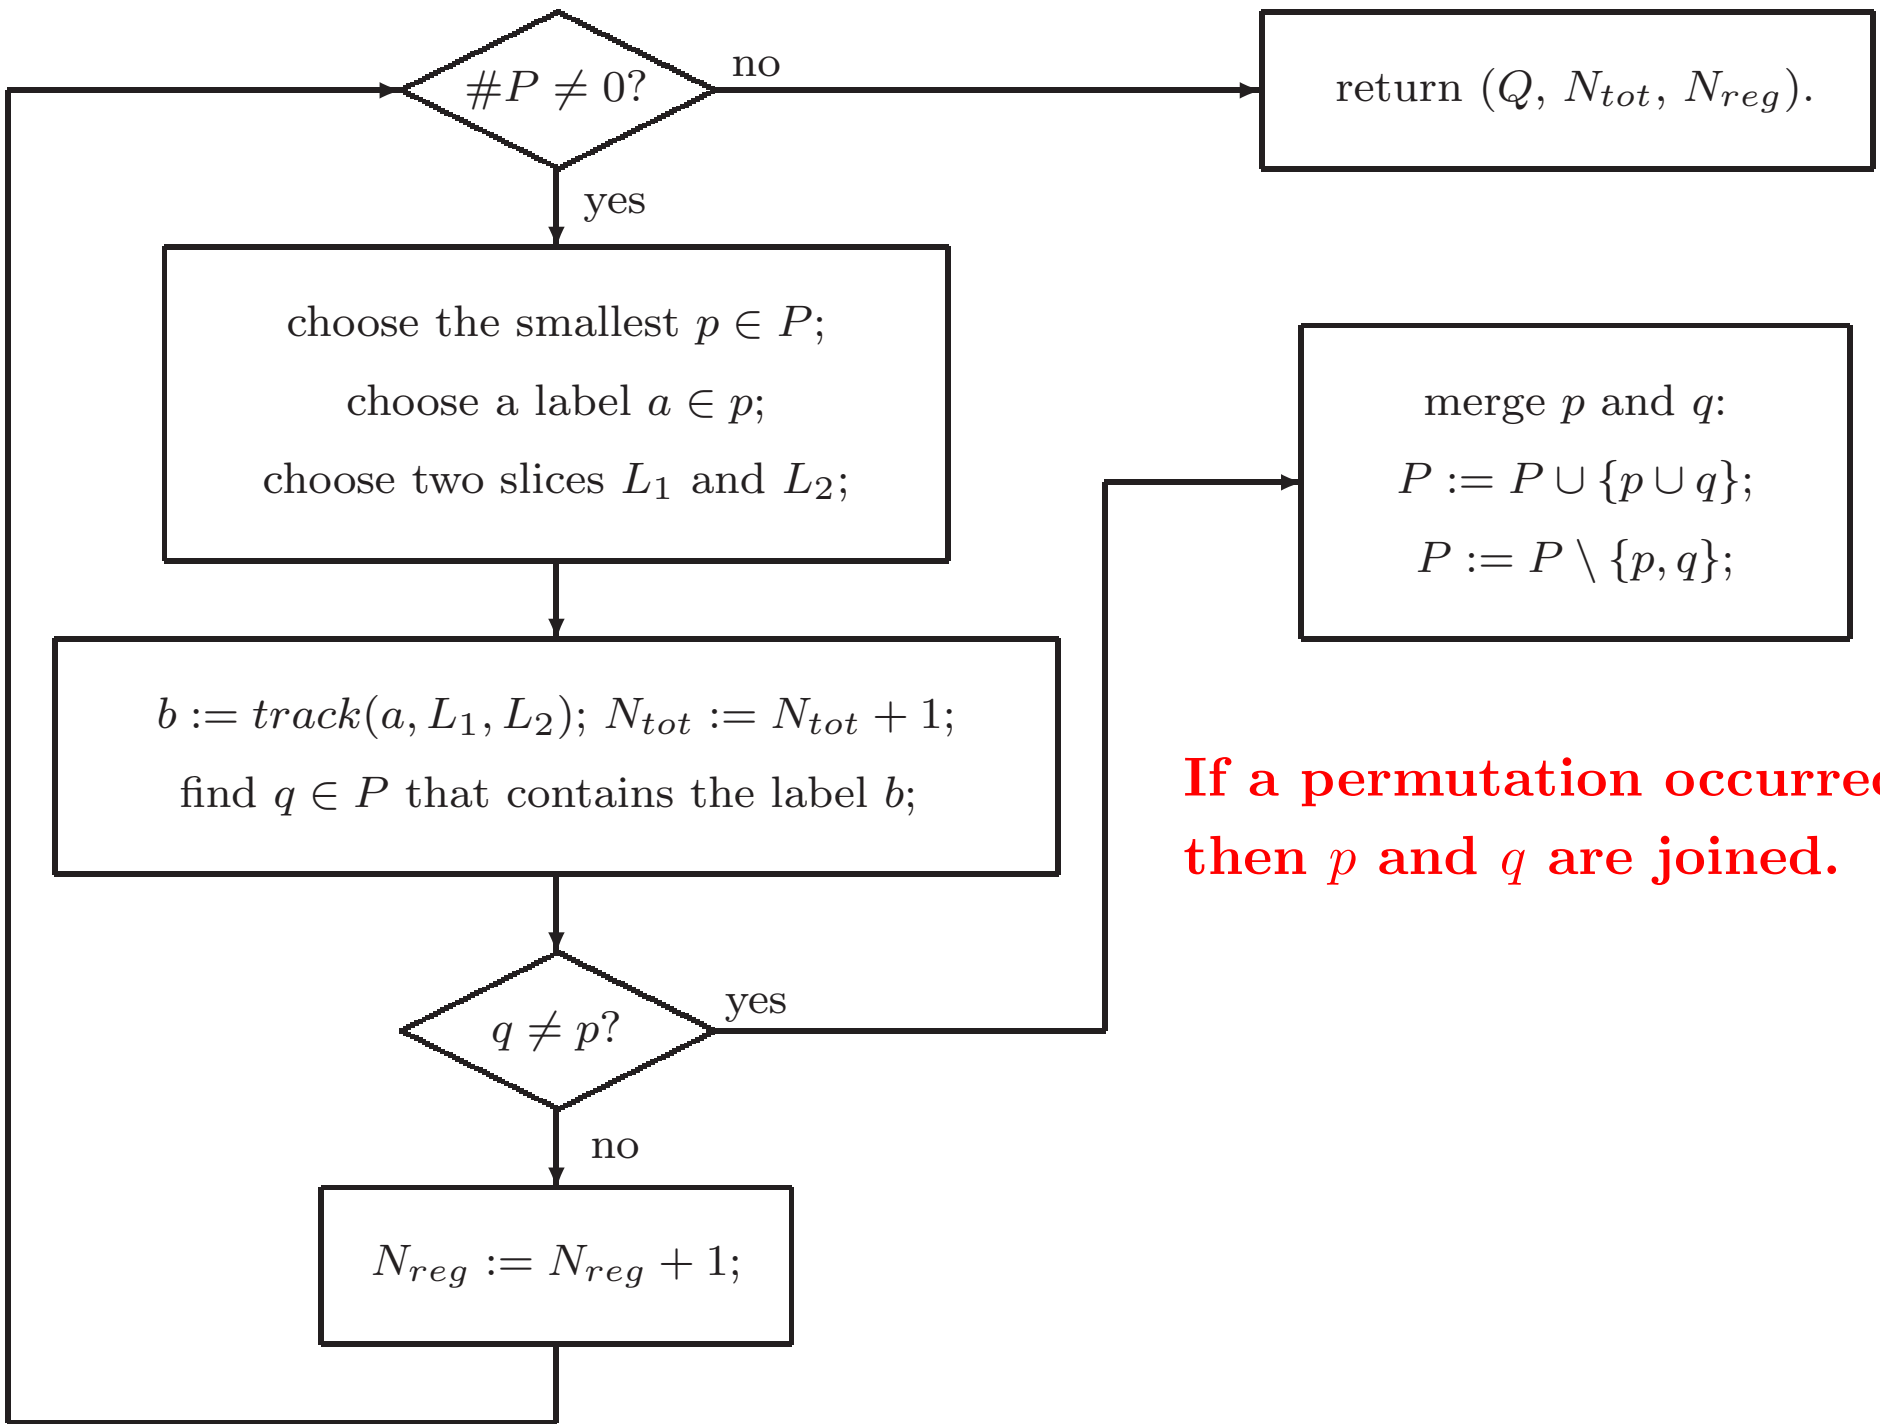 #P ≠ 0?
no
return (Q, N_tot, N_reg).
yes
choose the smallest p ∈ P;
choose a label a ∈ p;
choose two slices L_1 and L_2;
merge p and q:
P := P ∪ {p ∪ q};
P := P \ {p, q};
b := track(a, L_1, L_2); N_tot := N_tot + 1;
find q ∈ P that contains the label b;
If a permutation occurred
then p and q are joined.
q ≠ p?
yes
no
N_reg := N_reg + 1;